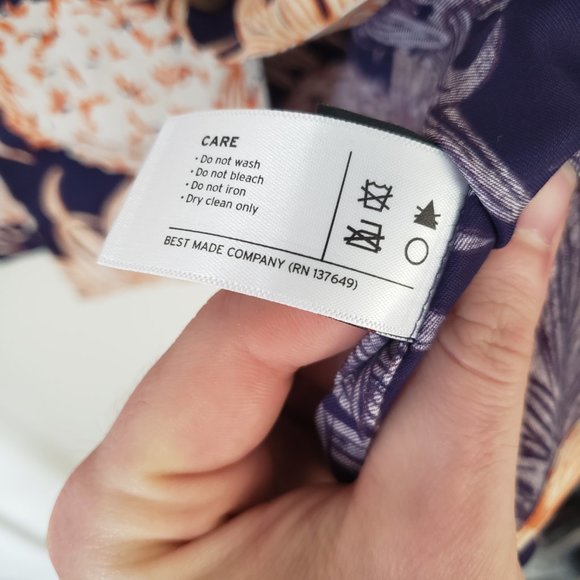 CARE
• Do not wash
• Do not bleach
• Do not iron
• Dry clean only
BEST MADE COMPANY (RN 137649)